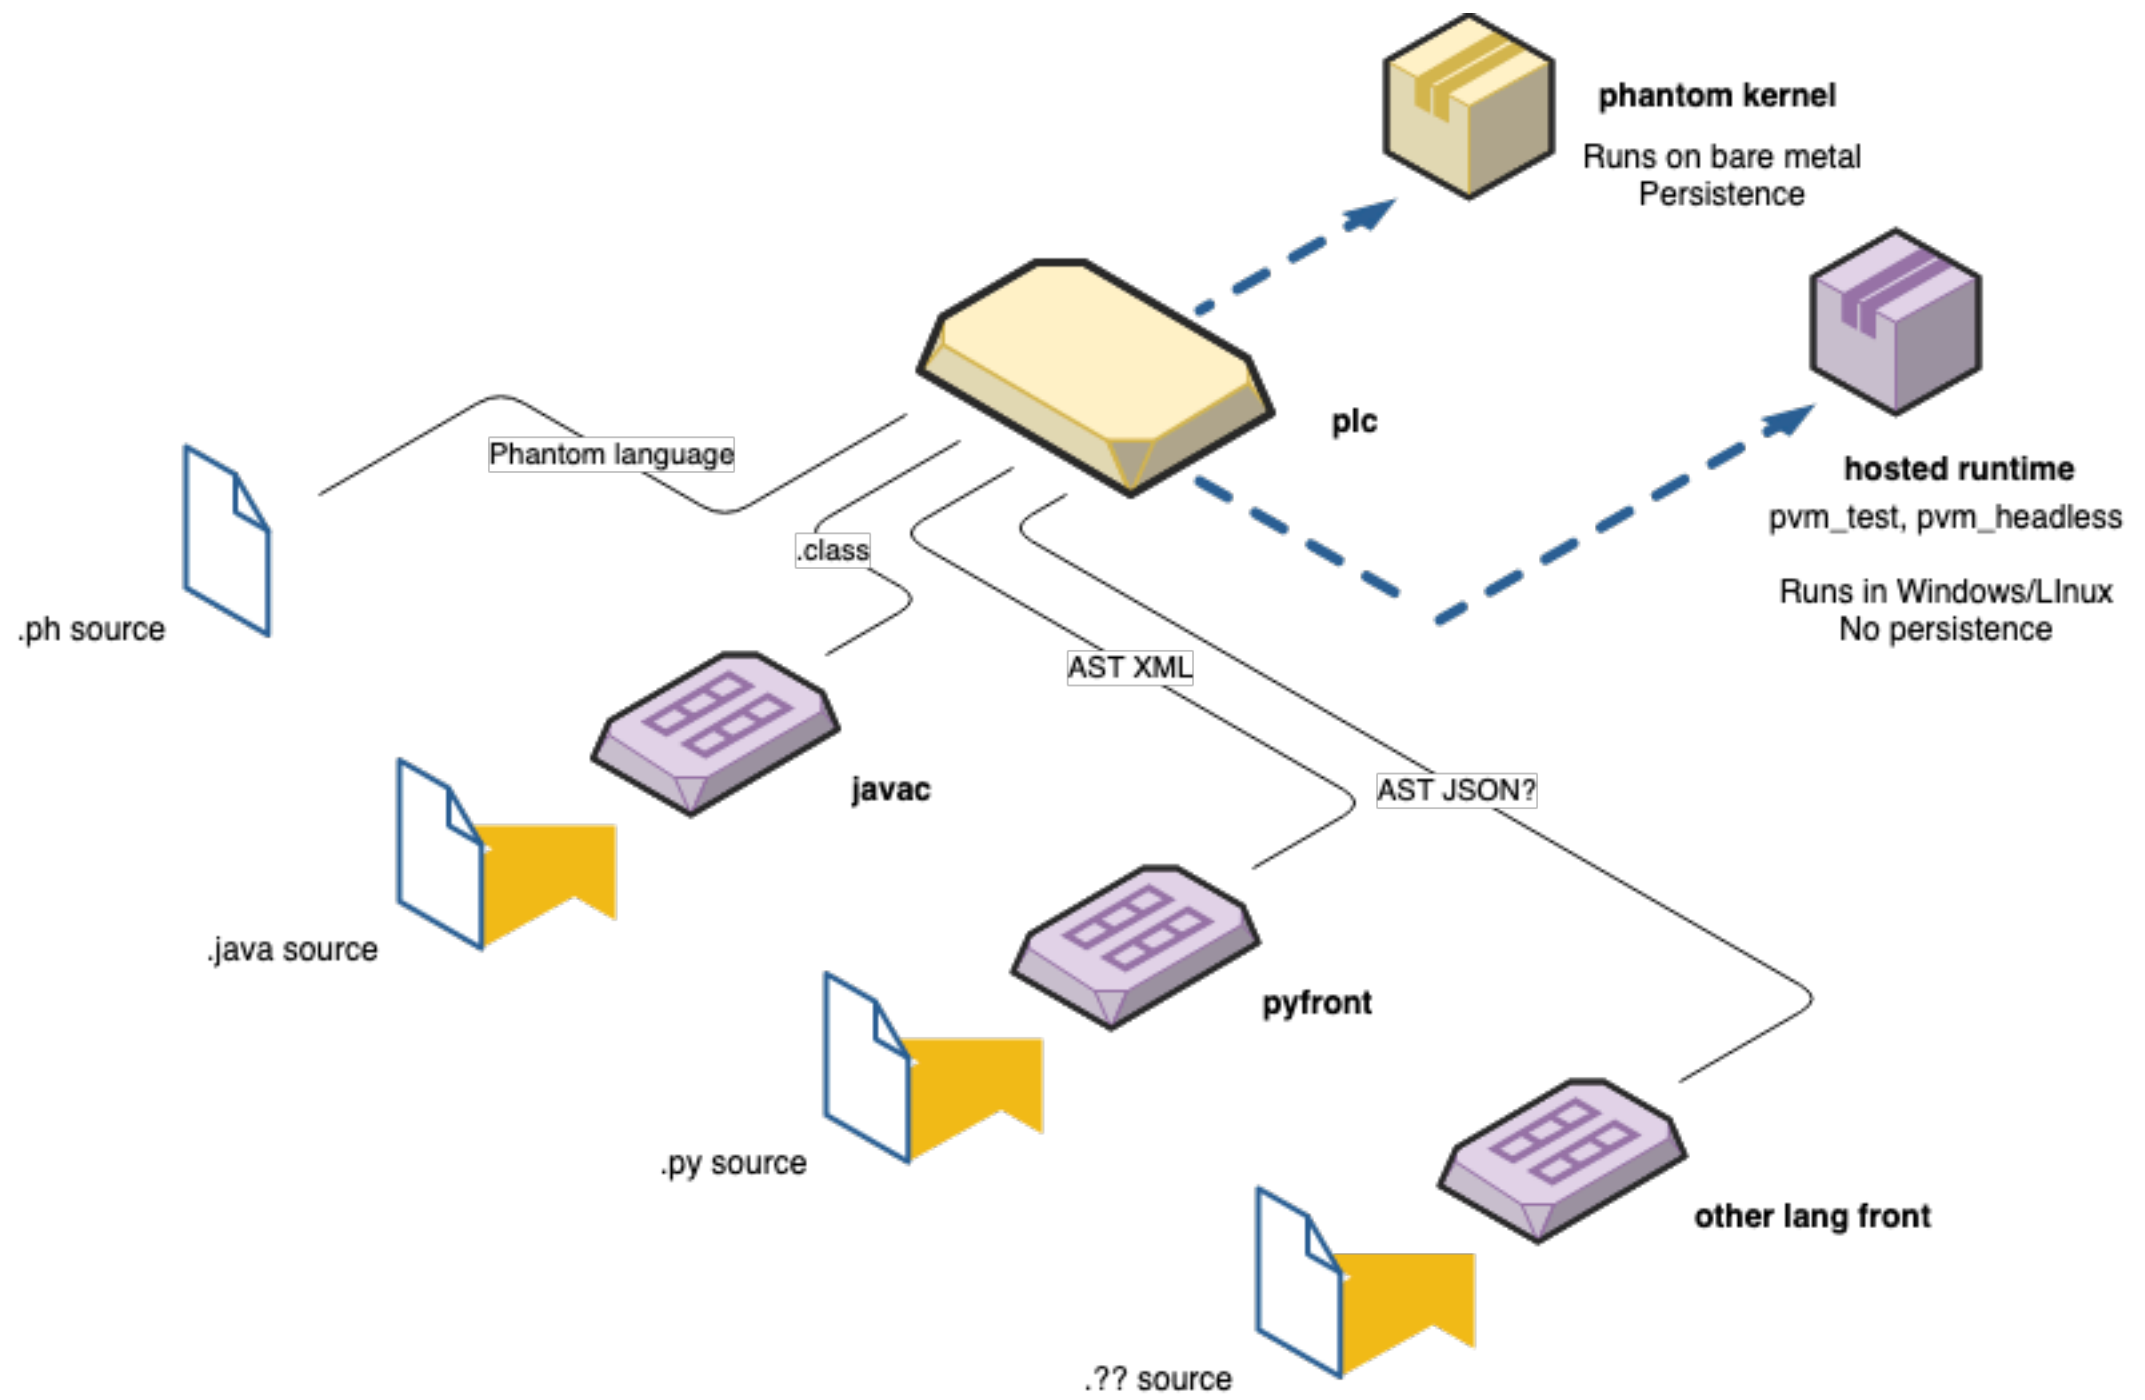 phantom kernel
Runs on bare metal
Persistence
plc
hosted runtime
pvm_test, pvm_headless
Runs in Windows/LInux
No persistence
Phantom language
.class
.ph source
AST XML
javac
AST JSON?
.java source
pyfront
.py source
other lang front
.?? source